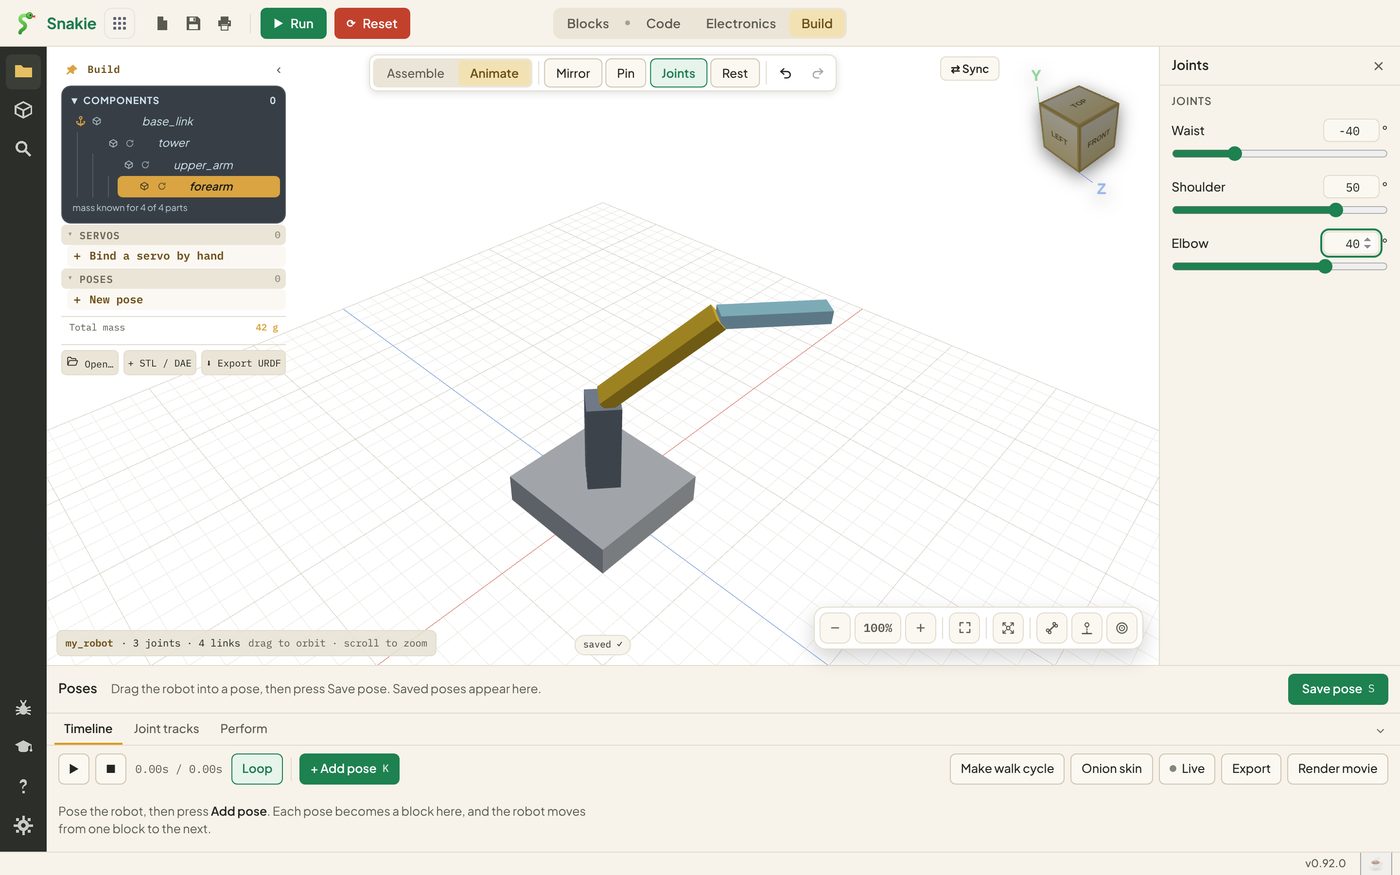 Snakie
Run
Reset
Blocks
Code
Electronics
Build
Build
COMPONENTS 0
base_link
tower
upper_arm
forearm
mass known for 4 of 4 parts
SERVOS 0
+ Bind a servo by hand
POSES 0
+ New pose
Total mass 42 g
Open…
+ STL / DAE
Export URDF
Assemble
Animate
Mirror
Pin
Joints
Rest
Sync
Y
TOP
LEFT
FRONT
Z
my_robot · 3 joints · 4 links drag to orbit · scroll to zoom
saved ✓
− 100% +
Joints
JOINTS
Waist -40 °
Shoulder 50 °
Elbow 40 °
Poses Drag the robot into a pose, then press Save pose. Saved poses appear here.
Save pose S
Timeline
Joint tracks
Perform
0.00s / 0.00s
Loop
+ Add pose K
Make walk cycle
Onion skin
Live
Export
Render movie
Pose the robot, then press Add pose. Each pose becomes a block here, and the robot moves
from one block to the next.
v0.92.0